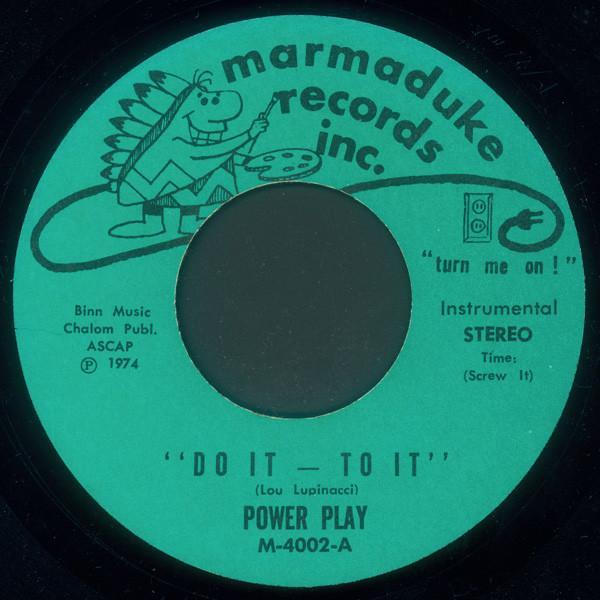 marmaduke
records
inc.
"turn me on!"
Binn Music
Chalom Publ.
ASCAP
Ⓟ 1974
Instrumental
STEREO
Time:
(Screw It)
"DO IT — TO IT"
(Lou Lupinacci)
POWER PLAY
M-4002-A